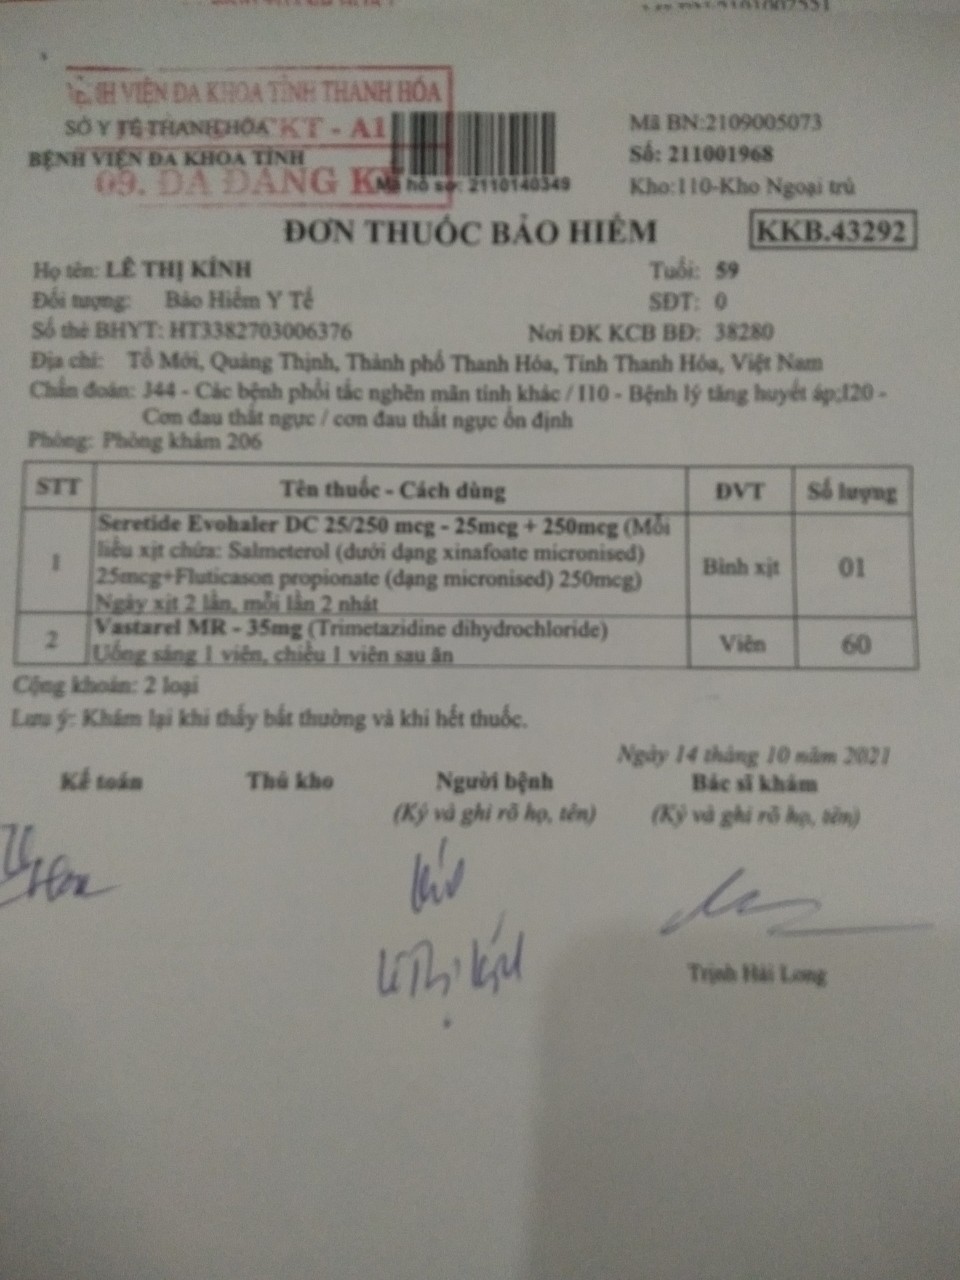 BỆNH VIỆN ĐA KHOA TỈNH THANH HÓA
SỞ Y TẾ THANH HÓA KT - A1
BỆNH VIỆN ĐA KHOA TỈNH
09. ĐA ĐĂNG
Mã hồ sơ: 2110140349
Mã BN:2109005073
Số: 211001968
Kho:110-Kho Ngoại trú
ĐƠN THUỐC BẢO HIỂM
KKB.43292
Họ tên: LÊ THỊ KÍNH Tuổi: 59
Đối tượng: Bảo Hiểm Y Tế SĐT: 0
Số thẻ BHYT: HT3382703006376 Nơi ĐK KCB BĐ: 38280
Địa chỉ: Tổ Mới, Quảng Thịnh, Thành phố Thanh Hóa, Tỉnh Thanh Hóa, Việt Nam
Chẩn đoán: J44 - Các bệnh phổi tắc nghẽn mãn tính khác / I10 - Bệnh lý tăng huyết áp;I20 -
Cơn đau thắt ngực / cơn đau thắt ngực ổn định
Phòng: Phòng khám 206
STT Tên thuốc - Cách dùng ĐVT Số lượng
1 Seretide Evohaler DC 25/250 mcg - 25mcg + 250mcg (Mỗi
liều xịt chứa: Salmeterol (dưới dạng xinafoate micronised)
25mcg+Fluticason propionate (dạng micronised) 250mcg) Bình xịt 01
Ngày xịt 2 lần, mỗi lần 2 nhát
2 Vastarel MR - 35mg (Trimetazidine dihydrochloride) Viên 60
Uống sáng 1 viên, chiều 1 viên sau ăn
Cộng khoản: 2 loại
Lưu ý: Khám lại khi thấy bất thường và khi hết thuốc.
Ngày 14 tháng 10 năm 2021
Kế toán Thủ kho Người bệnh Bác sĩ khám
(Ký và ghi rõ họ, tên) (Ký và ghi rõ họ, tên)
Lê Thị Kính
Trịnh Hải Long